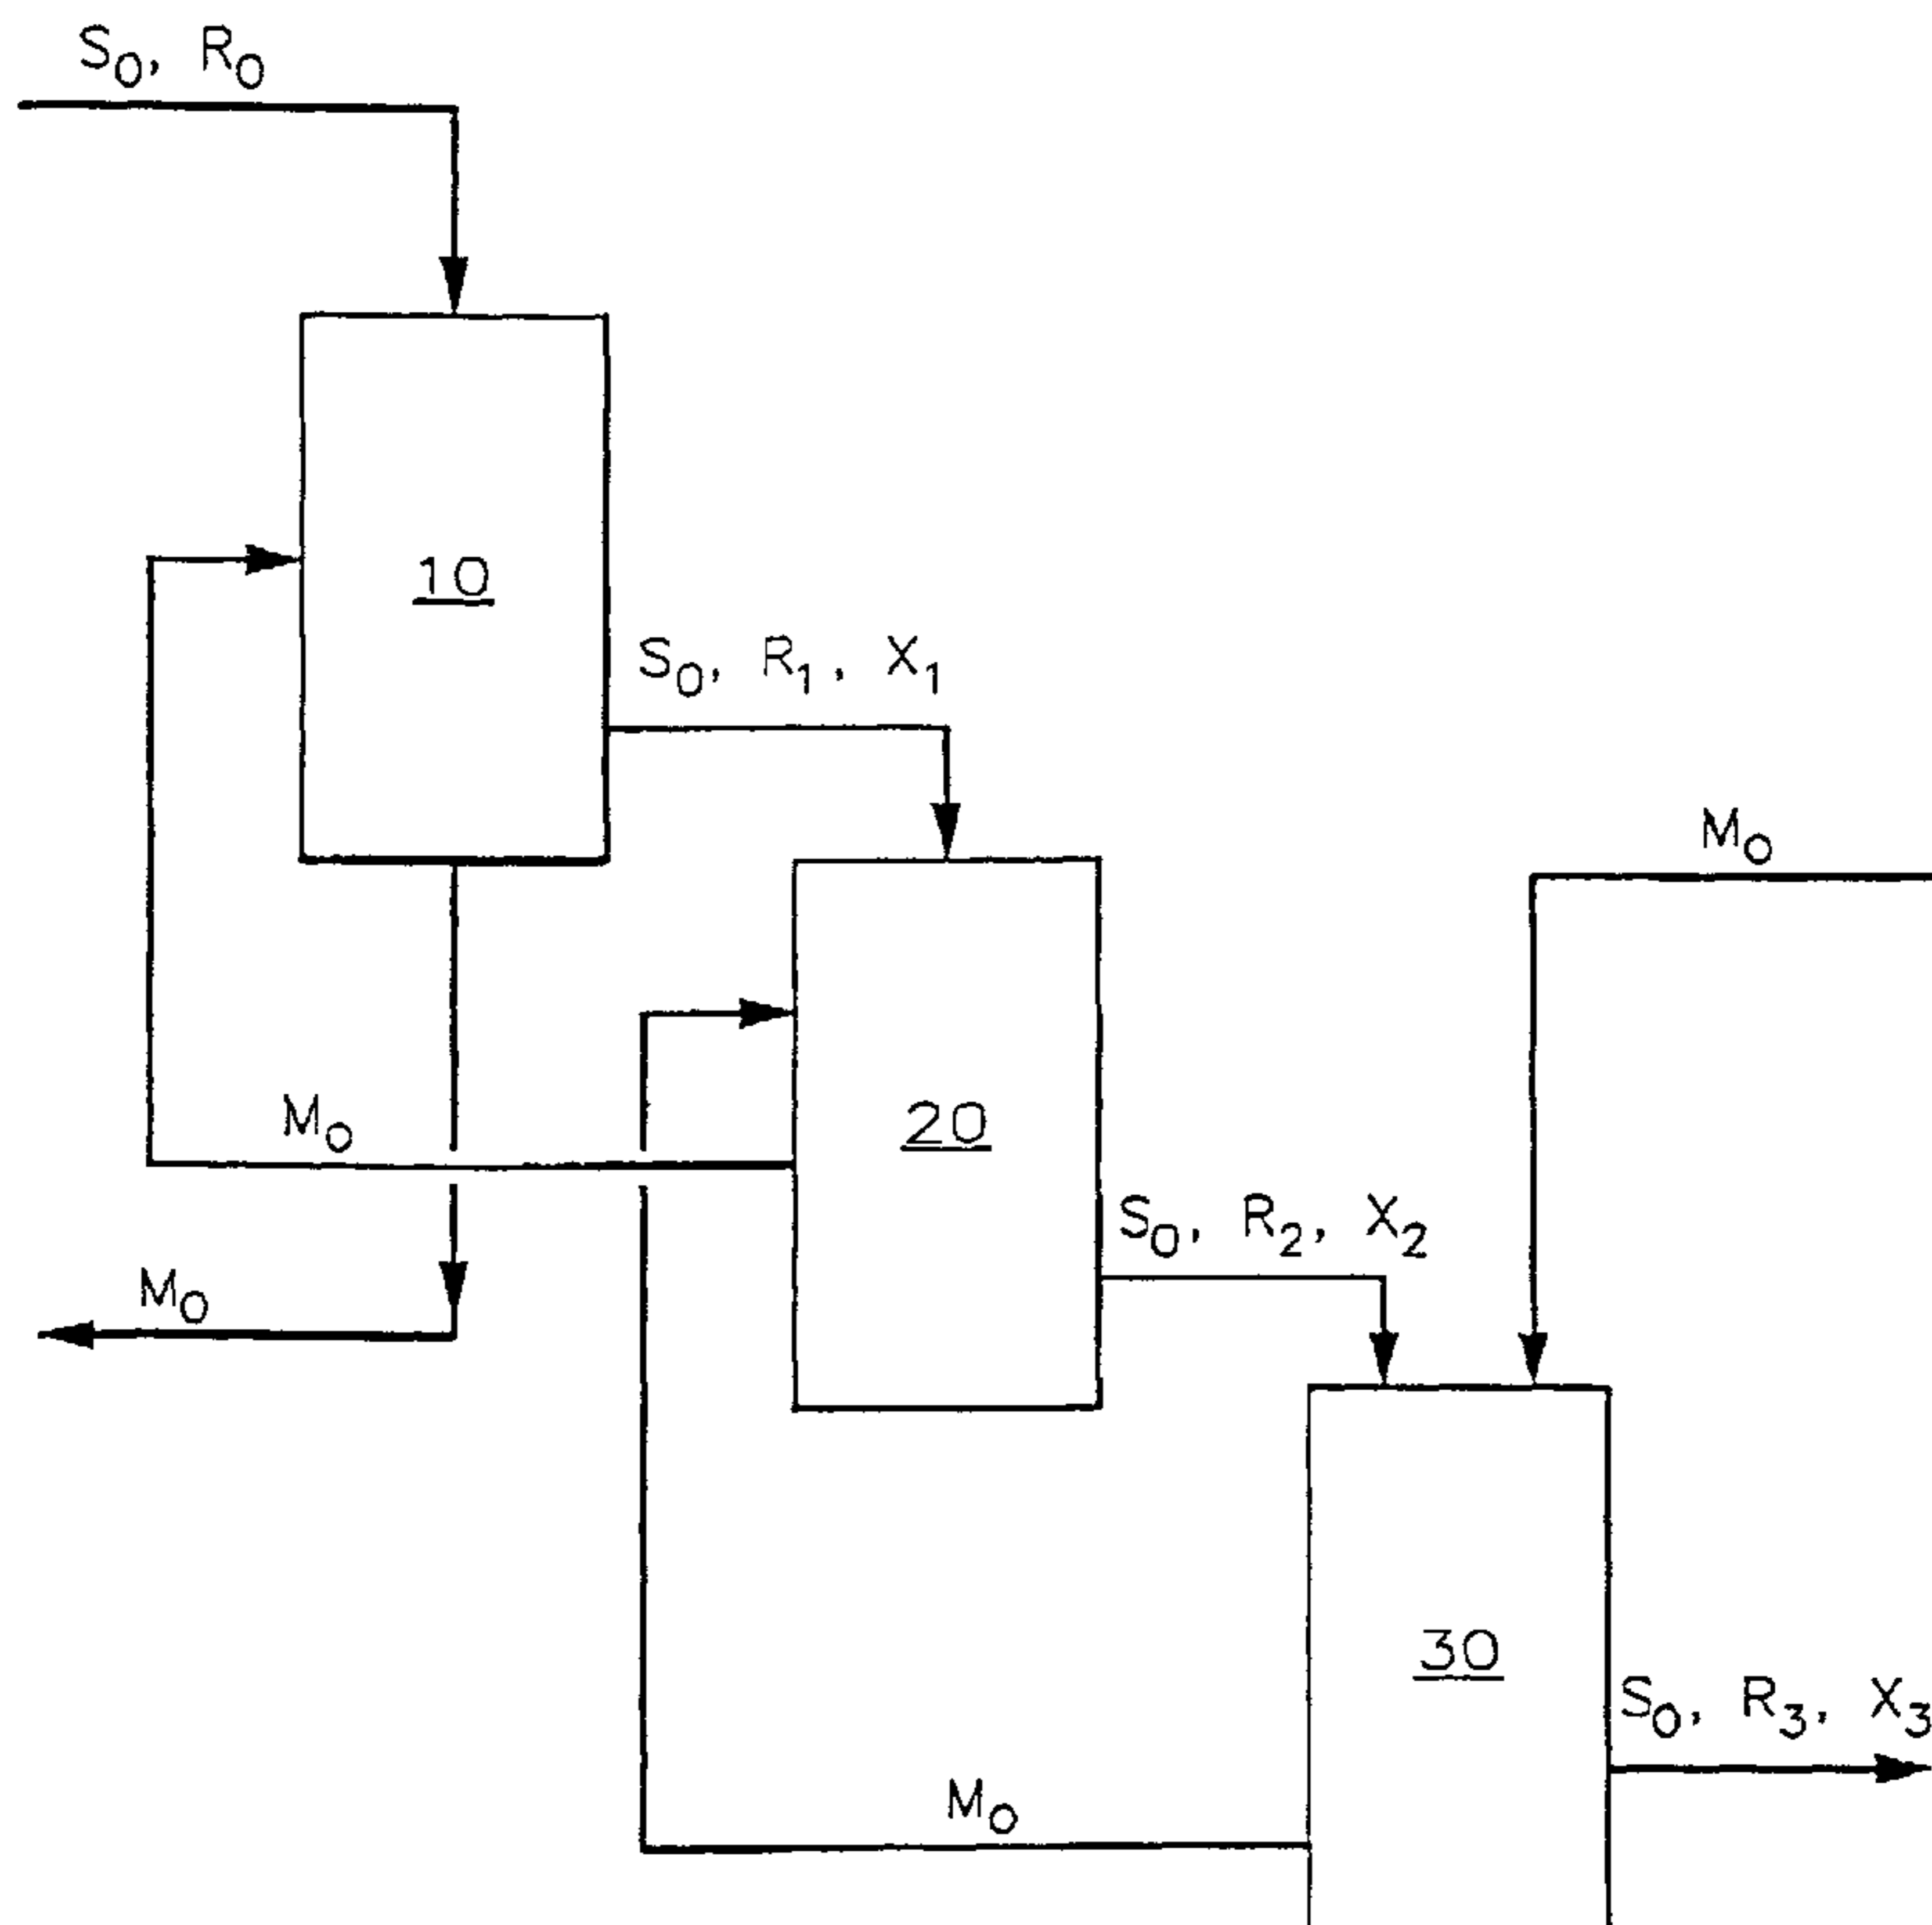 S₀, R₀
10
S₀, R₁, X₁
M₀
M₀
20
S₀, R₂, X₂
M₀
30
S₀, R₃, X₃
M₀